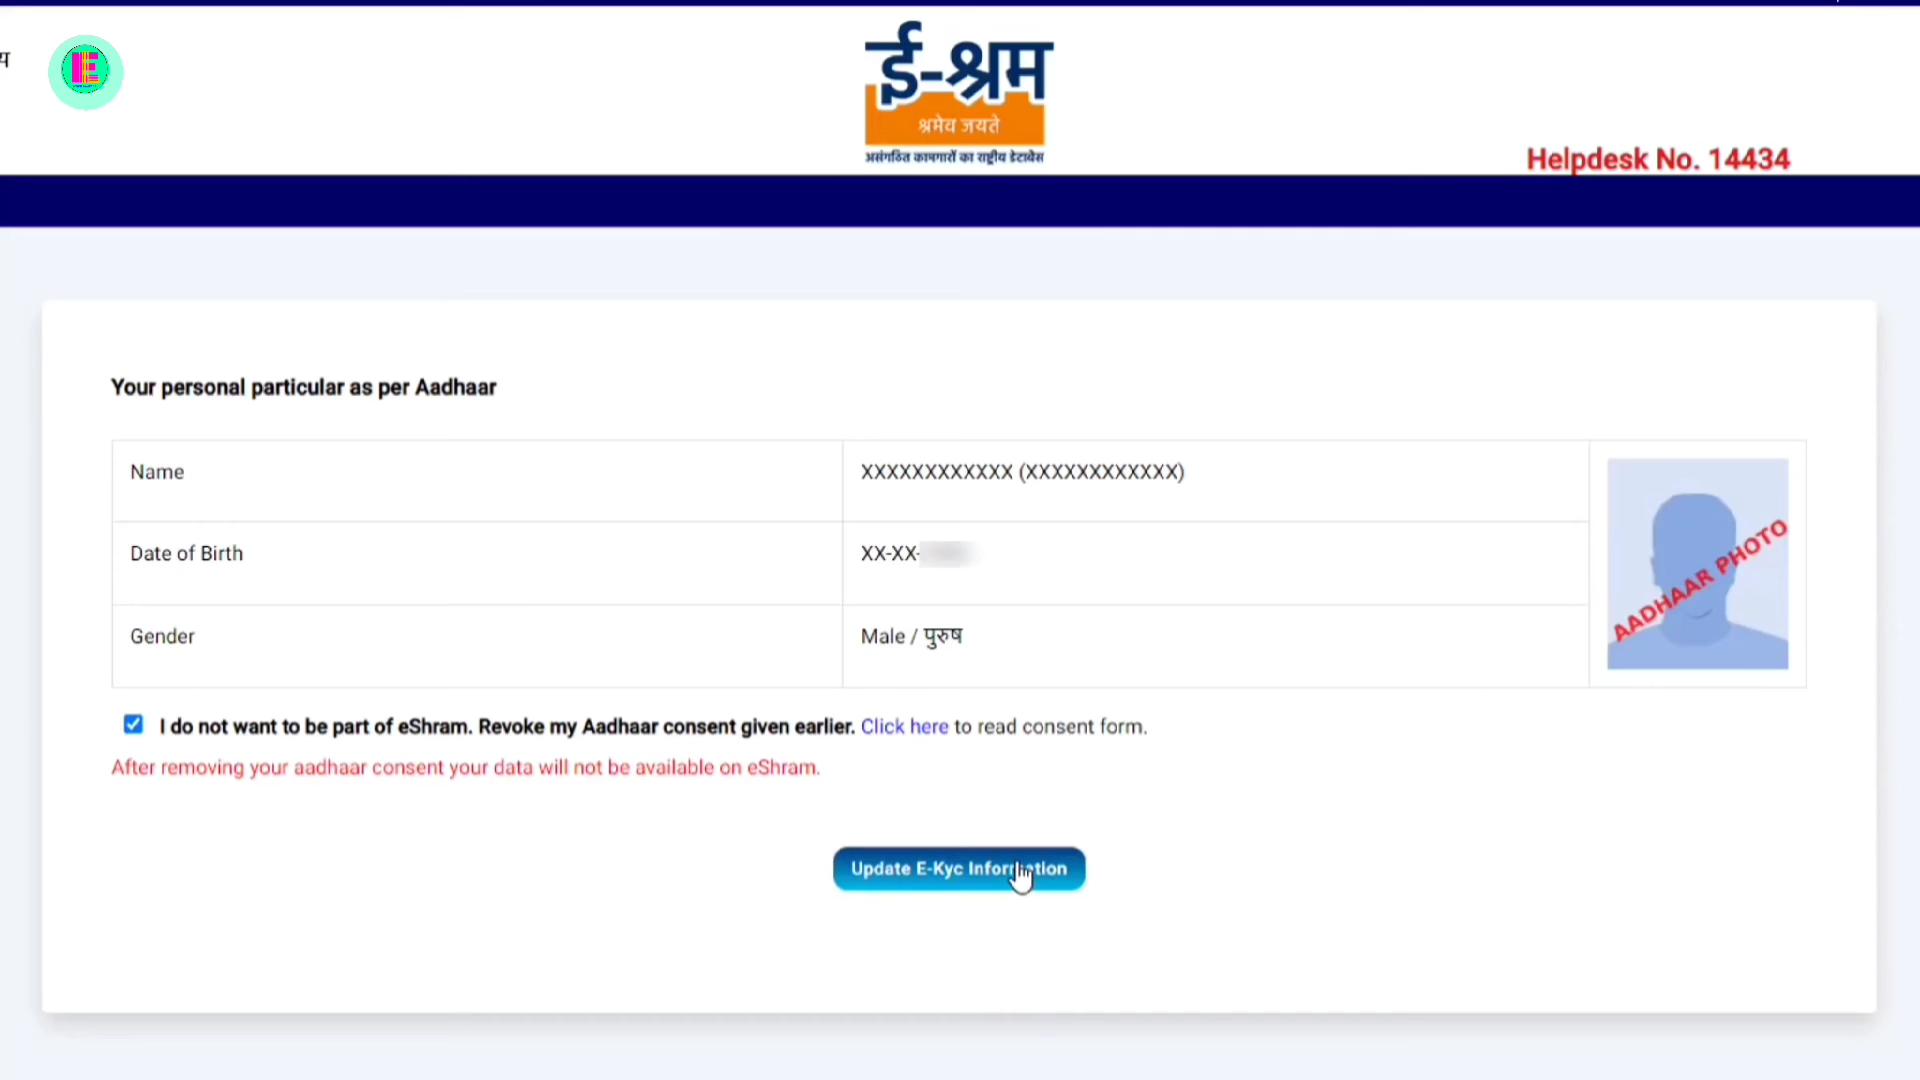 य
E
ई-श्रम
श्रमेव जयते
असंगठित कामगारों का राष्ट्रीय डेटाबेस
Helpdesk No. 14434
Your personal particular as per Aadhaar
Name XXXXXXXXXXXX (XXXXXXXXXXXX)
Date of Birth XX-XX-
Gender Male / पुरुष
AADHAAR PHOTO
I do not want to be part of eShram. Revoke my Aadhaar consent given earlier. Click here to read consent form.
After removing your aadhaar consent your data will not be available on eShram.
Update E-Kyc Information